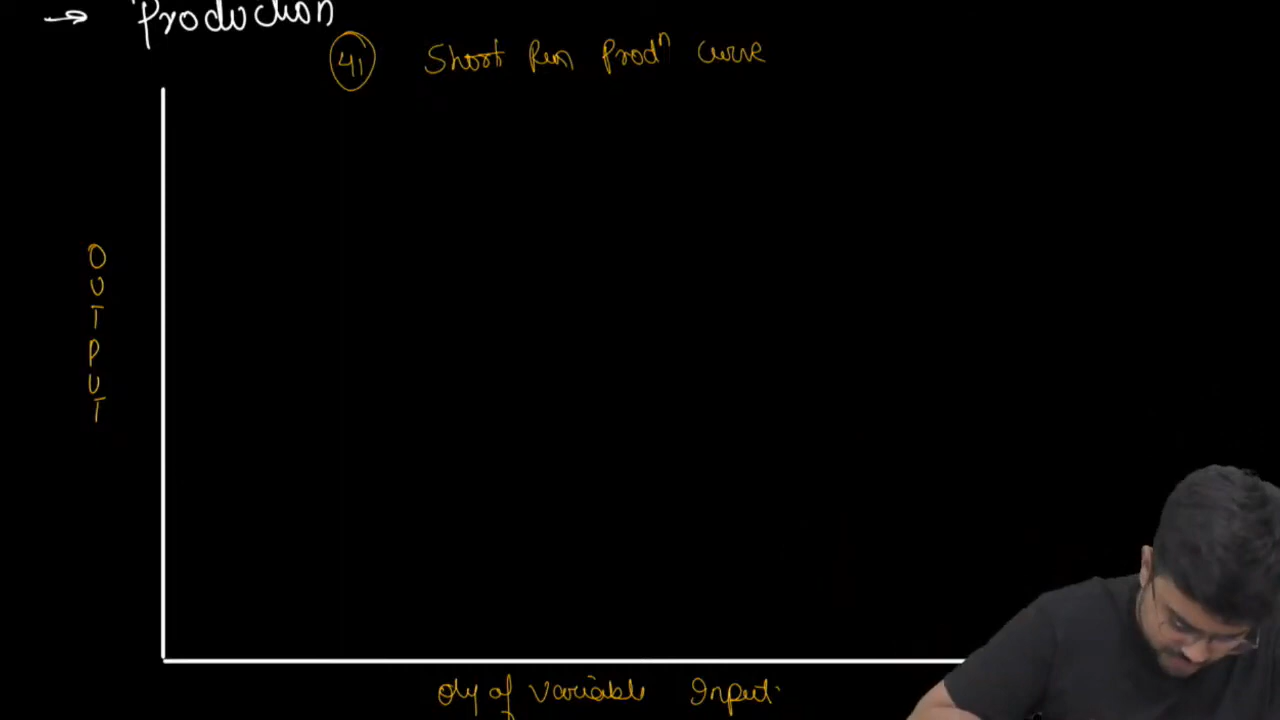 → Production
41 Short Run Prodⁿ curve
OUTPUT
Qty of Variable Input